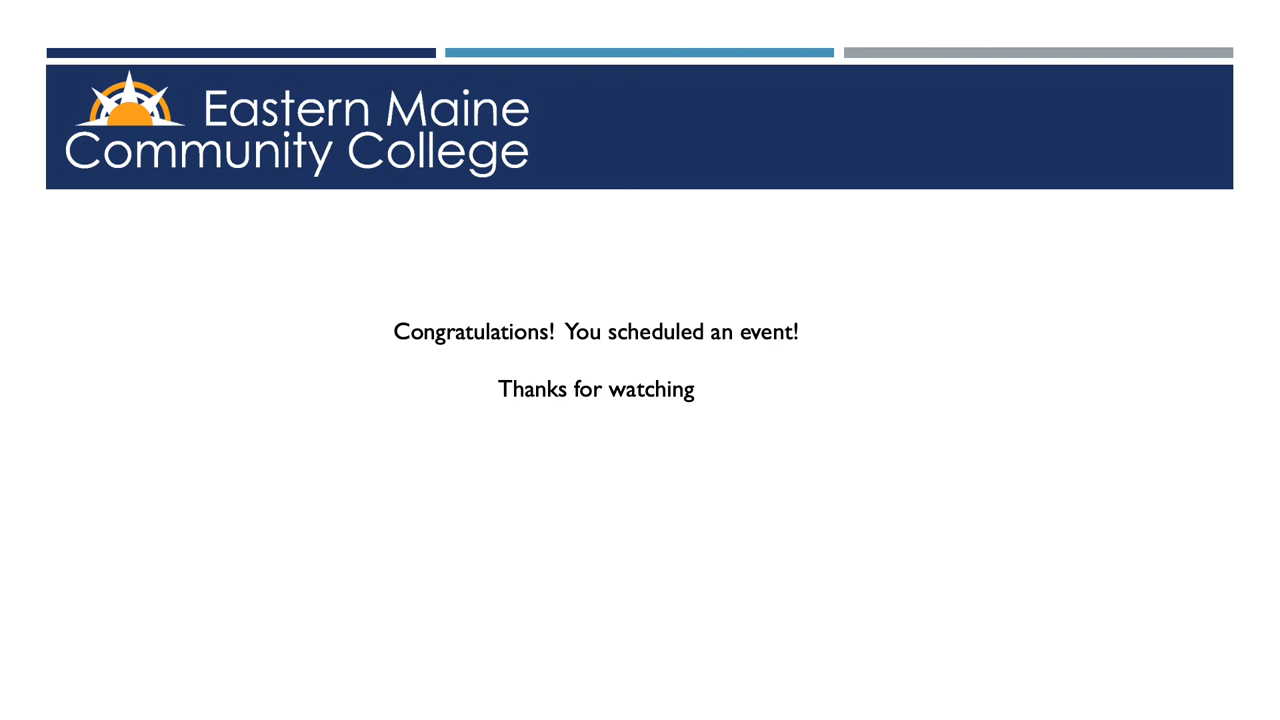 Eastern Maine
Community College
Congratulations!  You scheduled an event!
Thanks for watching